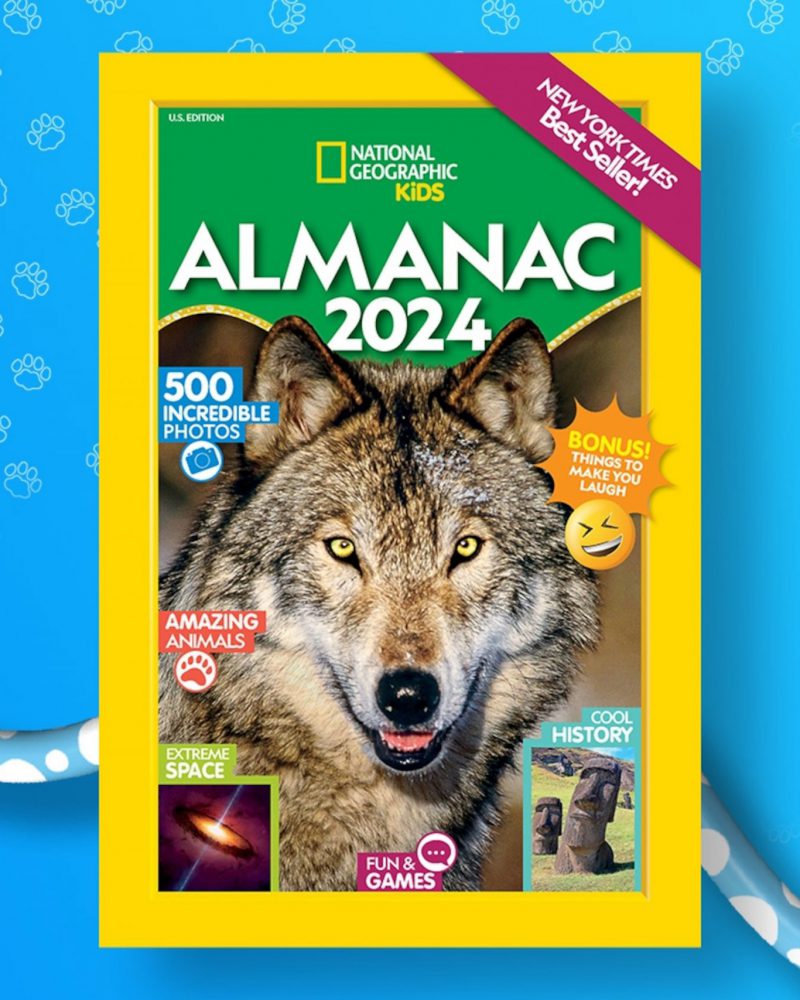 U.S. EDITION
NEW YORK TIMES
Best Seller!
NATIONAL
GEOGRAPHIC
KiDS
ALMANAC
2024
500
INCREDIBLE
PHOTOS
BONUS!
THINGS TO
MAKE YOU
LAUGH
AMAZING
ANIMALS
EXTREME
SPACE
COOL
HISTORY
FUN &
GAMES